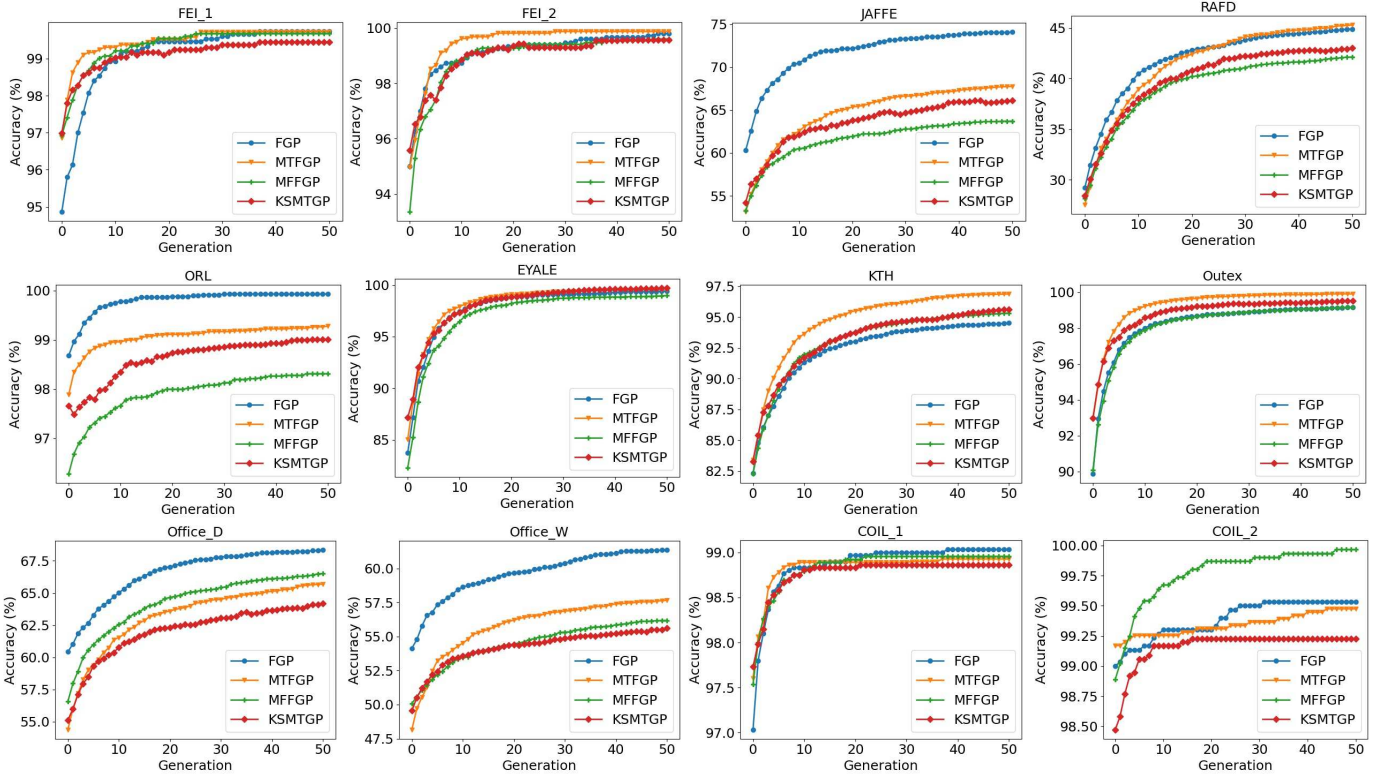 FEI_1
Accuracy (%)
99
98
97
96
95
0 10 20 30 40 50
Generation
FGP
MTFGP
MFFGP
KSMTGP
FEI_2
Accuracy (%)
100
98
96
94
0 10 20 30 40 50
Generation
FGP
MTFGP
MFFGP
KSMTGP
JAFFE
Accuracy (%)
75
70
65
60
55
0 10 20 30 40 50
Generation
FGP
MTFGP
MFFGP
KSMTGP
RAFD
Accuracy (%)
45
40
35
30
0 10 20 30 40 50
Generation
FGP
MTFGP
MFFGP
KSMTGP
ORL
Accuracy (%)
100
99
98
97
0 10 20 30 40 50
Generation
FGP
MTFGP
MFFGP
KSMTGP
EYALE
Accuracy (%)
100
95
90
85
0 10 20 30 40 50
Generation
FGP
MTFGP
MFFGP
KSMTGP
KTH
Accuracy (%)
97.5
95.0
92.5
90.0
87.5
85.0
82.5
0 10 20 30 40 50
Generation
FGP
MTFGP
MFFGP
KSMTGP
Outex
Accuracy (%)
100
98
96
94
92
90
0 10 20 30 40 50
Generation
FGP
MTFGP
MFFGP
KSMTGP
Office_D
Accuracy (%)
67.5
65.0
62.5
60.0
57.5
55.0
0 10 20 30 40 50
Generation
FGP
MTFGP
MFFGP
KSMTGP
Office_W
Accuracy (%)
60.0
57.5
55.0
52.5
50.0
47.5
0 10 20 30 40 50
Generation
FGP
MTFGP
MFFGP
KSMTGP
COIL_1
Accuracy (%)
99.0
98.5
98.0
97.5
97.0
0 10 20 30 40 50
Generation
FGP
MTFGP
MFFGP
KSMTGP
COIL_2
Accuracy (%)
100.00
99.75
99.50
99.25
99.00
98.75
98.50
0 10 20 30 40 50
Generation
FGP
MTFGP
MFFGP
KSMTGP